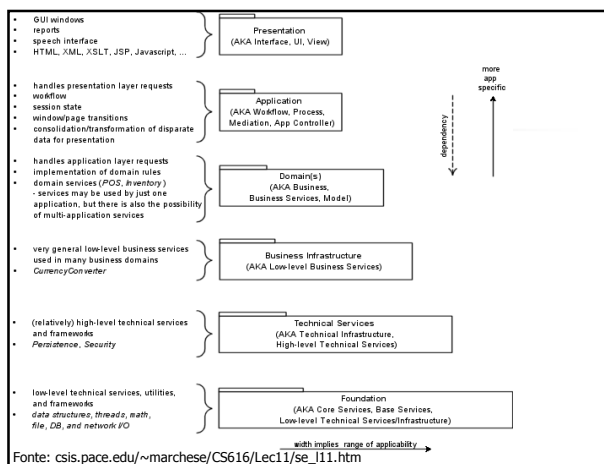 • GUI windows
• reports
• speech interface
• HTML, XML, XSLT, JSP, Javascript, ...
Presentation
(AKA Interface, UI, View)
• handles presentation layer requests
• workflow
• session state
• window/page transitions
• consolidation/transformation of disparate
data for presentation
Application
(AKA Workflow, Process,
Mediation, App Controller)
• handles application layer requests
• implementation of domain rules
• domain services (POS, Inventory)
- services may be used by just one
application, but there is also the possibility
of multi-application services
Domain(s)
(AKA Business,
Business Services, Model)
• very general low-level business services
used in many business domains
• CurrencyConverter
Business Infrastructure
(AKA Low-level Business Services)
• (relatively) high-level technical services
and frameworks
• Persistence, Security
Technical Services
(AKA Technical Infrastructure,
High-level Technical Services)
• low-level technical services, utilities,
and frameworks
• data structures, threads, math,
file, DB, and network I/O
Foundation
(AKA Core Services, Base Services,
Low-level Technical Services/Infrastructure)
more
app
specific
dependency
width implies range of applicability
Fonte: csis.pace.edu/~marchese/CS616/Lec11/se_l11.htm